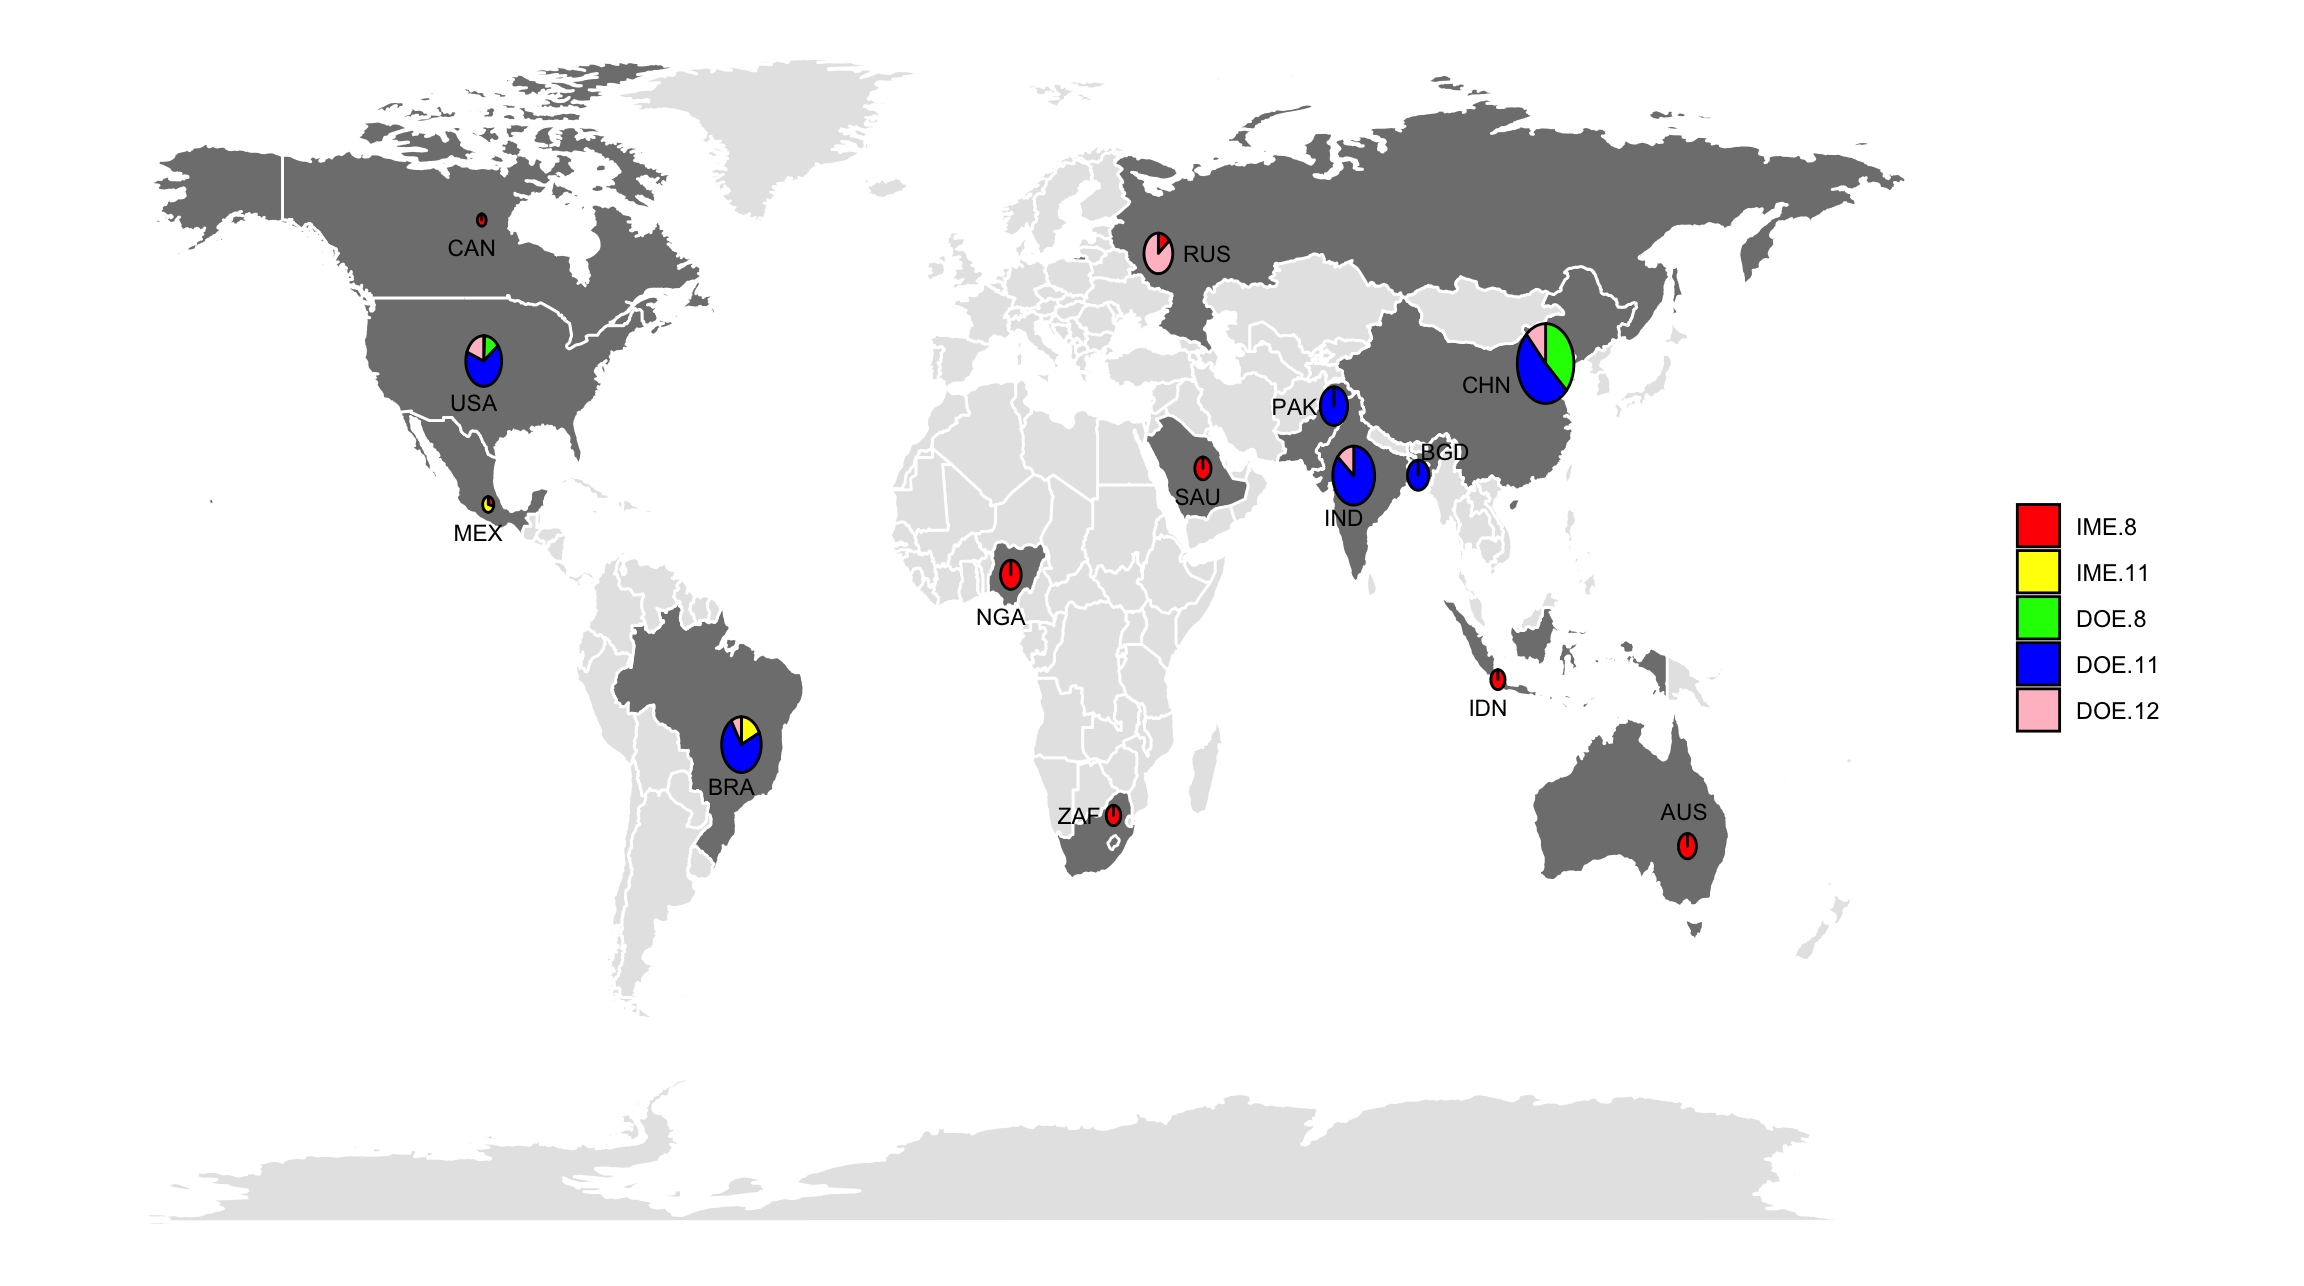 CAN
RUS
USA
CHN
PAK
BGD
SAU
IND
MEX
NGA
IDN
BRA
ZAF
AUS
IME.8
IME.11
DOE.8
DOE.11
DOE.12